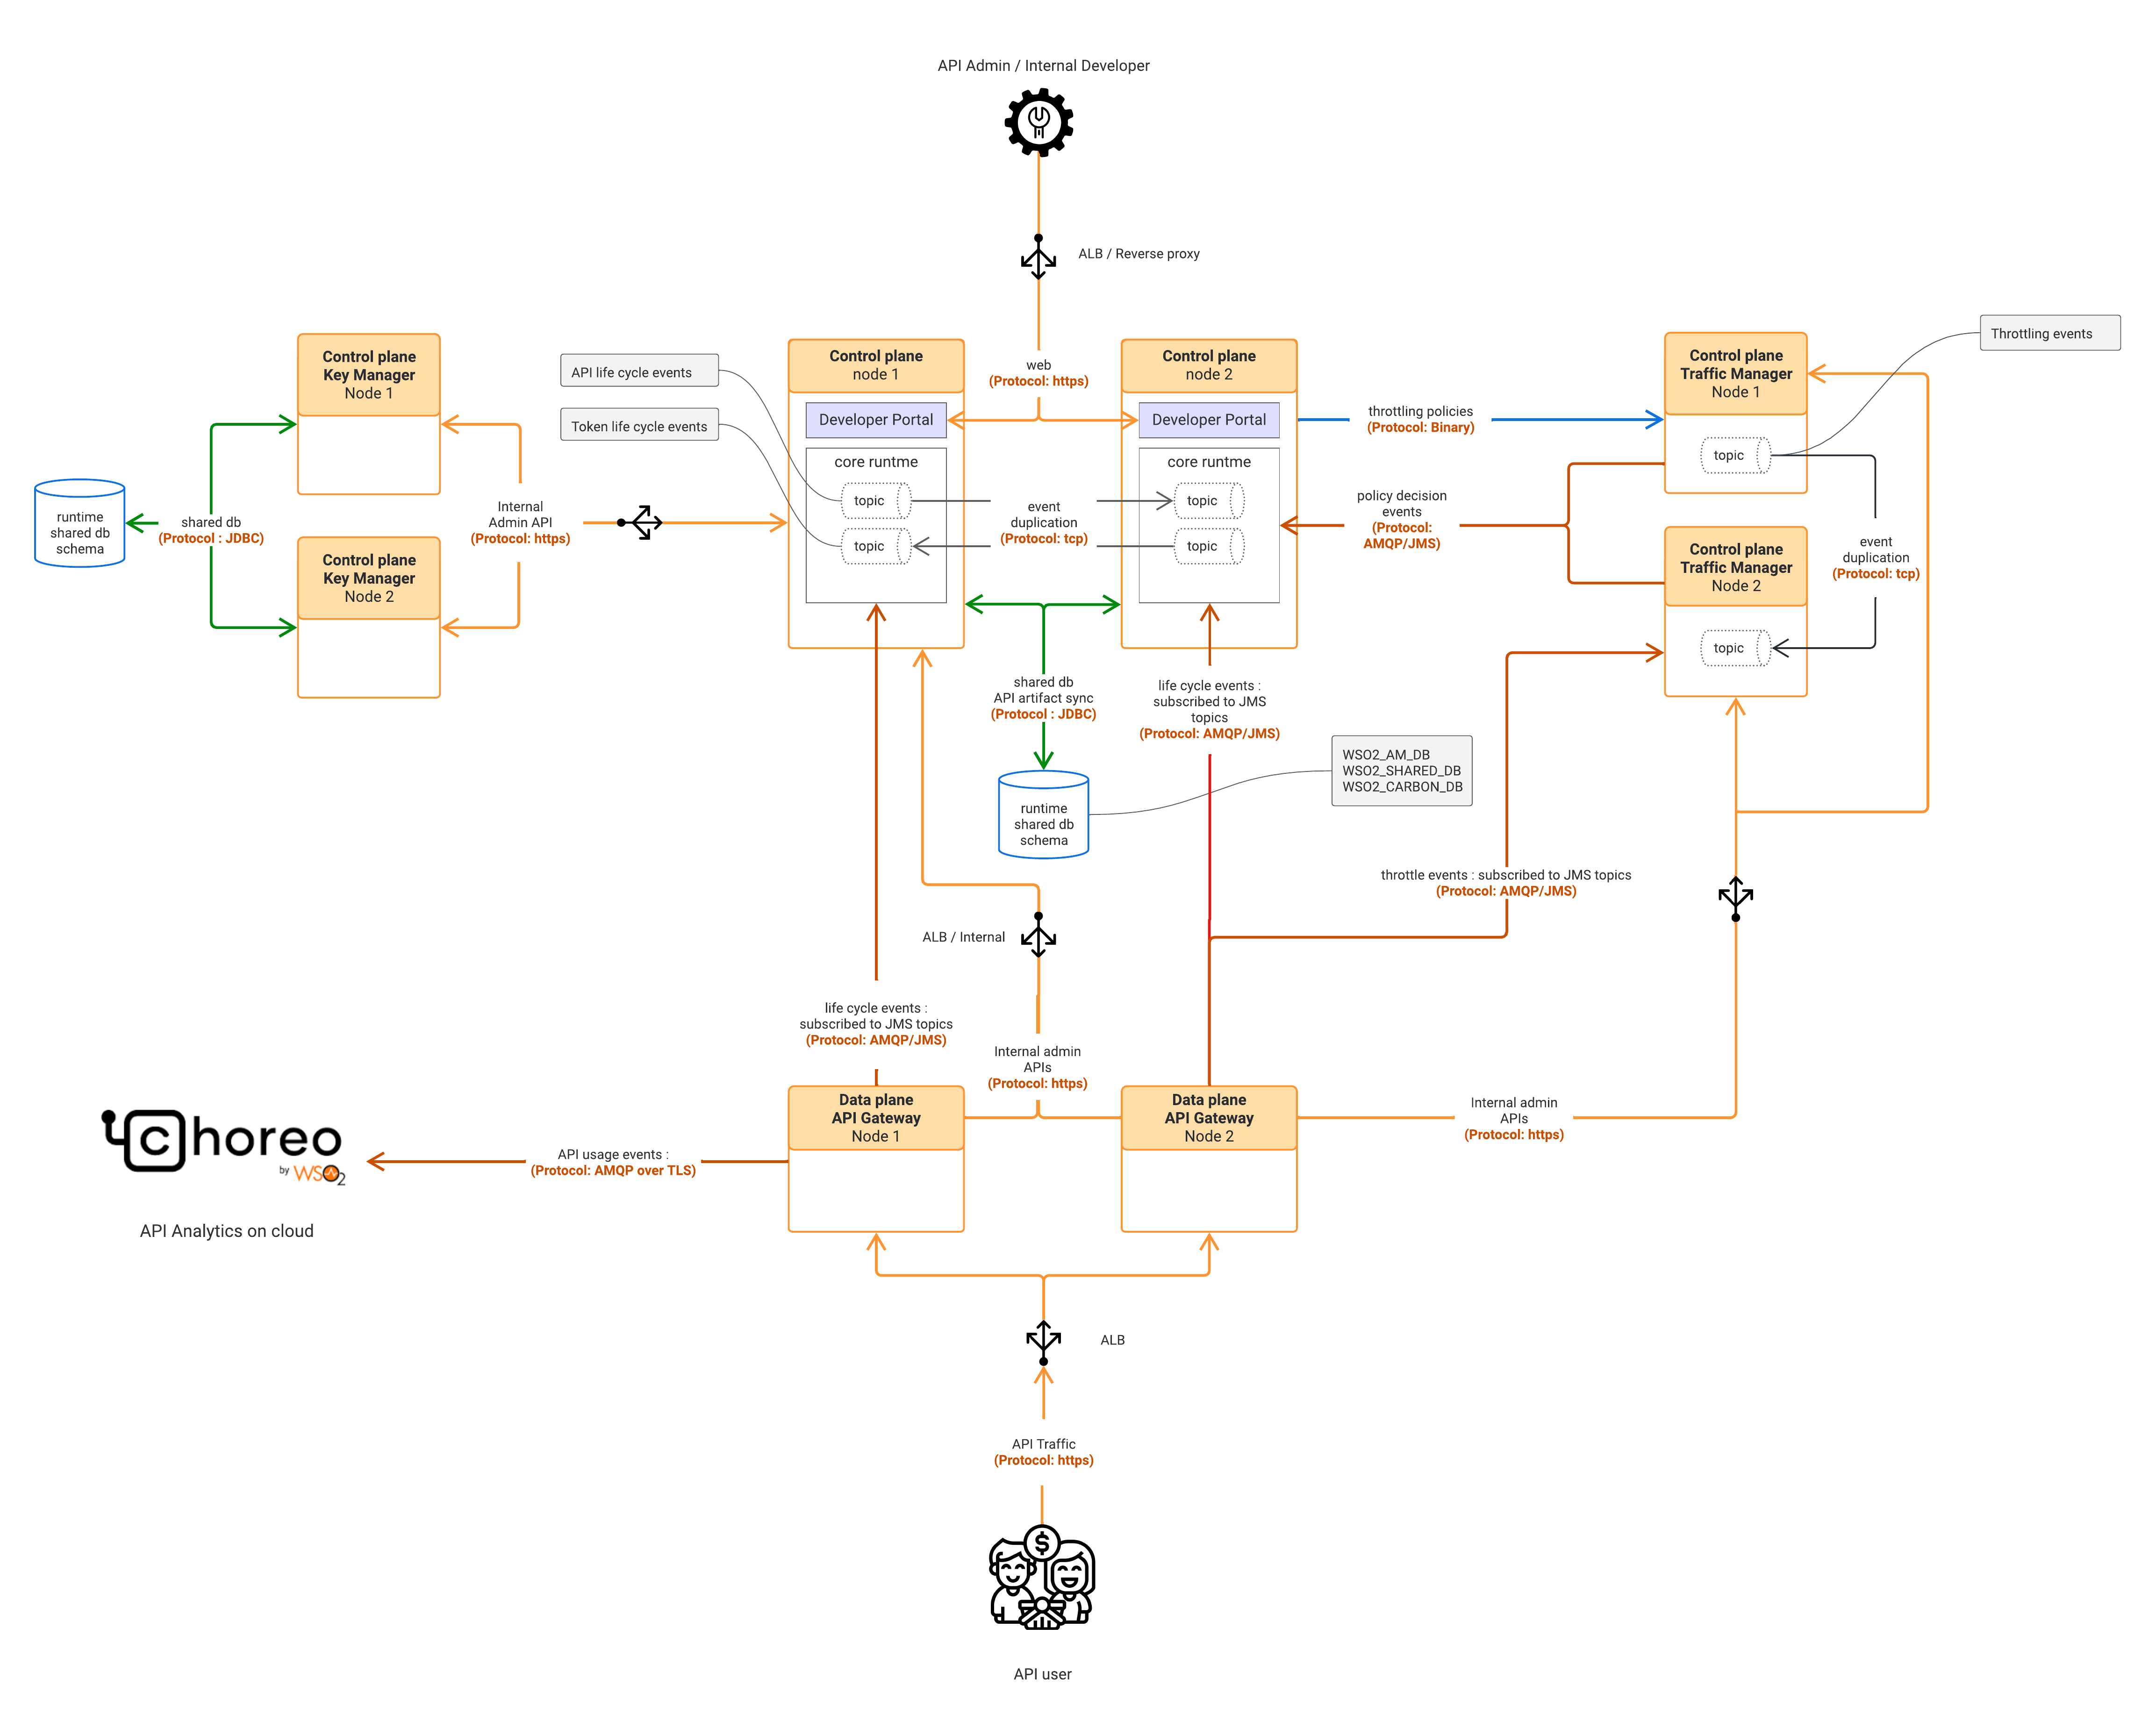 API Admin / Internal Developer
ALB / Reverse proxy
web
(Protocol: https)
Control plane
Key Manager
Node 1
Control plane
Key Manager
Node 2
runtime
shared db
schema
shared db
(Protocol : JDBC)
Internal
Admin API
(Protocol: https)
API life cycle events
Token life cycle events
Control plane
node 1
Developer Portal
core runtme
topic
topic
event
duplication
(Protocol: tcp)
Control plane
node 2
Developer Portal
core runtme
topic
topic
throttling policies
(Protocol: Binary)
policy decision
events
(Protocol:
AMQP/JMS)
Control plane
Traffic Manager
Node 1
topic
Throttling events
Control plane
Traffic Manager
Node 2
topic
event
duplication
(Protocol: tcp)
shared db
API artifact sync
(Protocol : JDBC)
life cycle events :
subscribed to JMS
topics
(Protocol: AMQP/JMS)
runtime
shared db
schema
WSO2_AM_DB
WSO2_SHARED_DB
WSO2_CARBON_DB
throttle events : subscribed to JMS topics
(Protocol: AMQP/JMS)
ALB / Internal
life cycle events :
subscribed to JMS topics
(Protocol: AMQP/JMS)
Internal admin
APIs
(Protocol: https)
Data plane
API Gateway
Node 1
Data plane
API Gateway
Node 2
Internal admin
APIs
(Protocol: https)
choreo
by WSO2
API Analytics on cloud
API usage events :
(Protocol: AMQP over TLS)
ALB
API Traffic
(Protocol: https)
$
API user